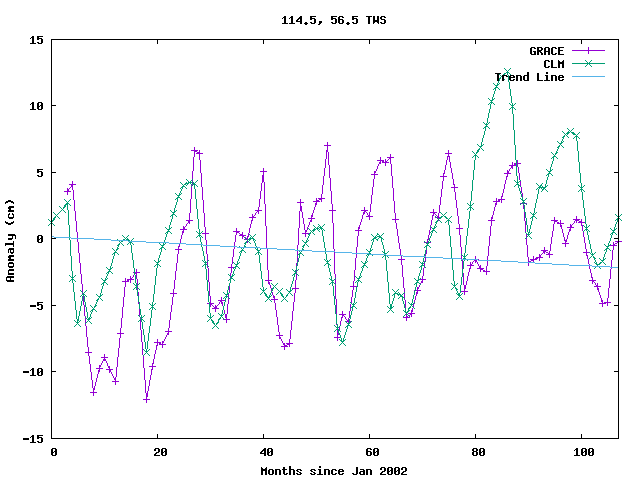 114.5, 56.5 TWS
GRACE
CLM
Trend Line
15
10
5
0
-5
-10
-15
Anomaly (cm)
0 20 40 60 80 100
Months since Jan 2002